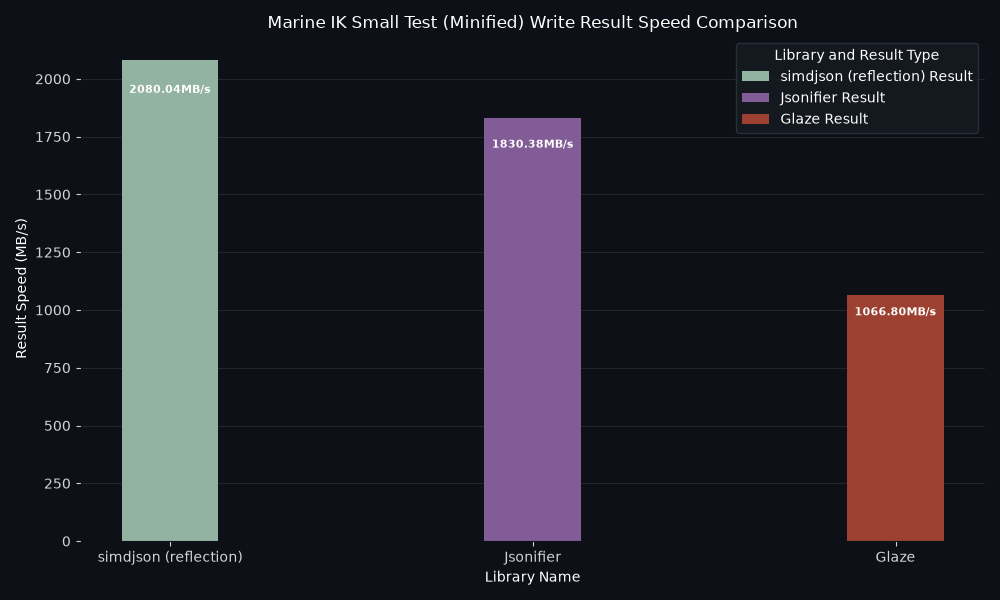 Marine IK Small Test (Minified) Write Result Speed Comparison
Library and Result Type
simdjson (reflection) Result
Jsonifier Result
Glaze Result
Result Speed (MB/s)
2000
1750
1500
1250
1000
750
500
250
0
2080.04MB/s
1830.38MB/s
1066.80MB/s
simdjson (reflection)
Jsonifier
Glaze
Library Name